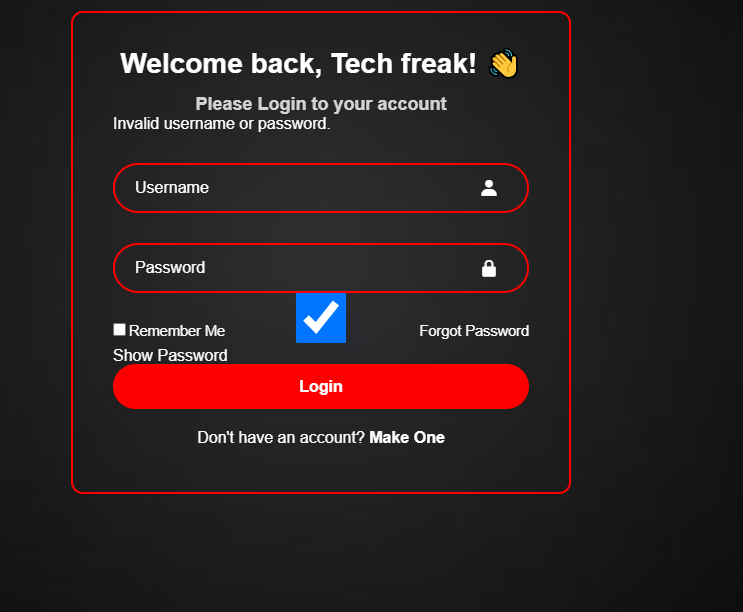 Welcome back, Tech freak! 👋
Please Login to your account
Invalid username or password.
Username
Password
Remember Me
Forgot Password
Show Password
Login
Don't have an account? Make One